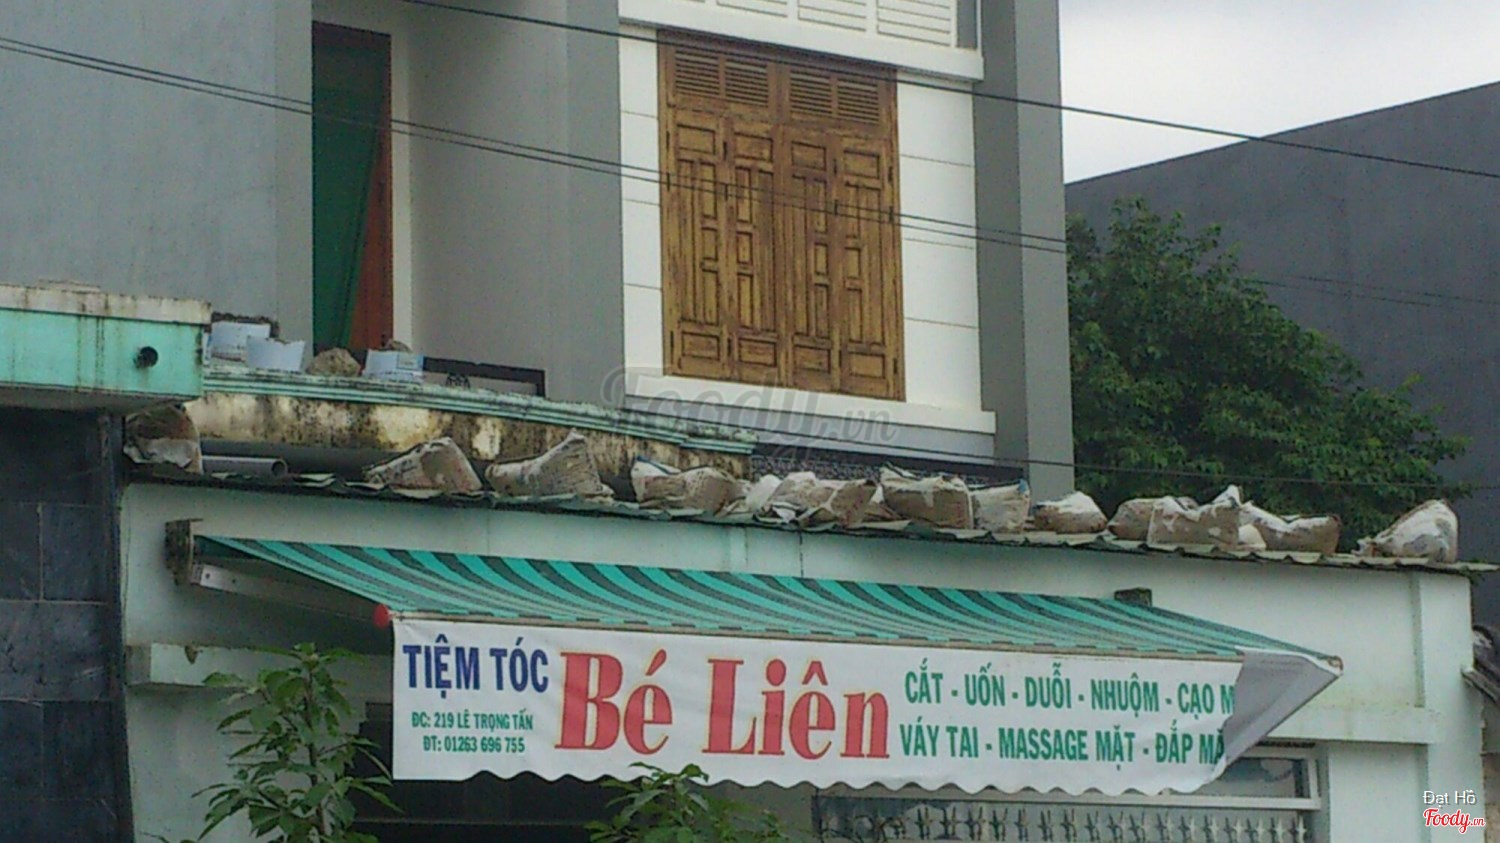 TIỆM TÓC
ĐC: 219 LÊ TRỌNG TẤN
ĐT: 01263 696 755
Bé Liên
CẮT - UỐN - DUỖI - NHUỘM - CẠO
VÁY TAI - MASSAGE MẶT - ĐẮP
Foody.vn
Đạt Hồ
Foody.vn